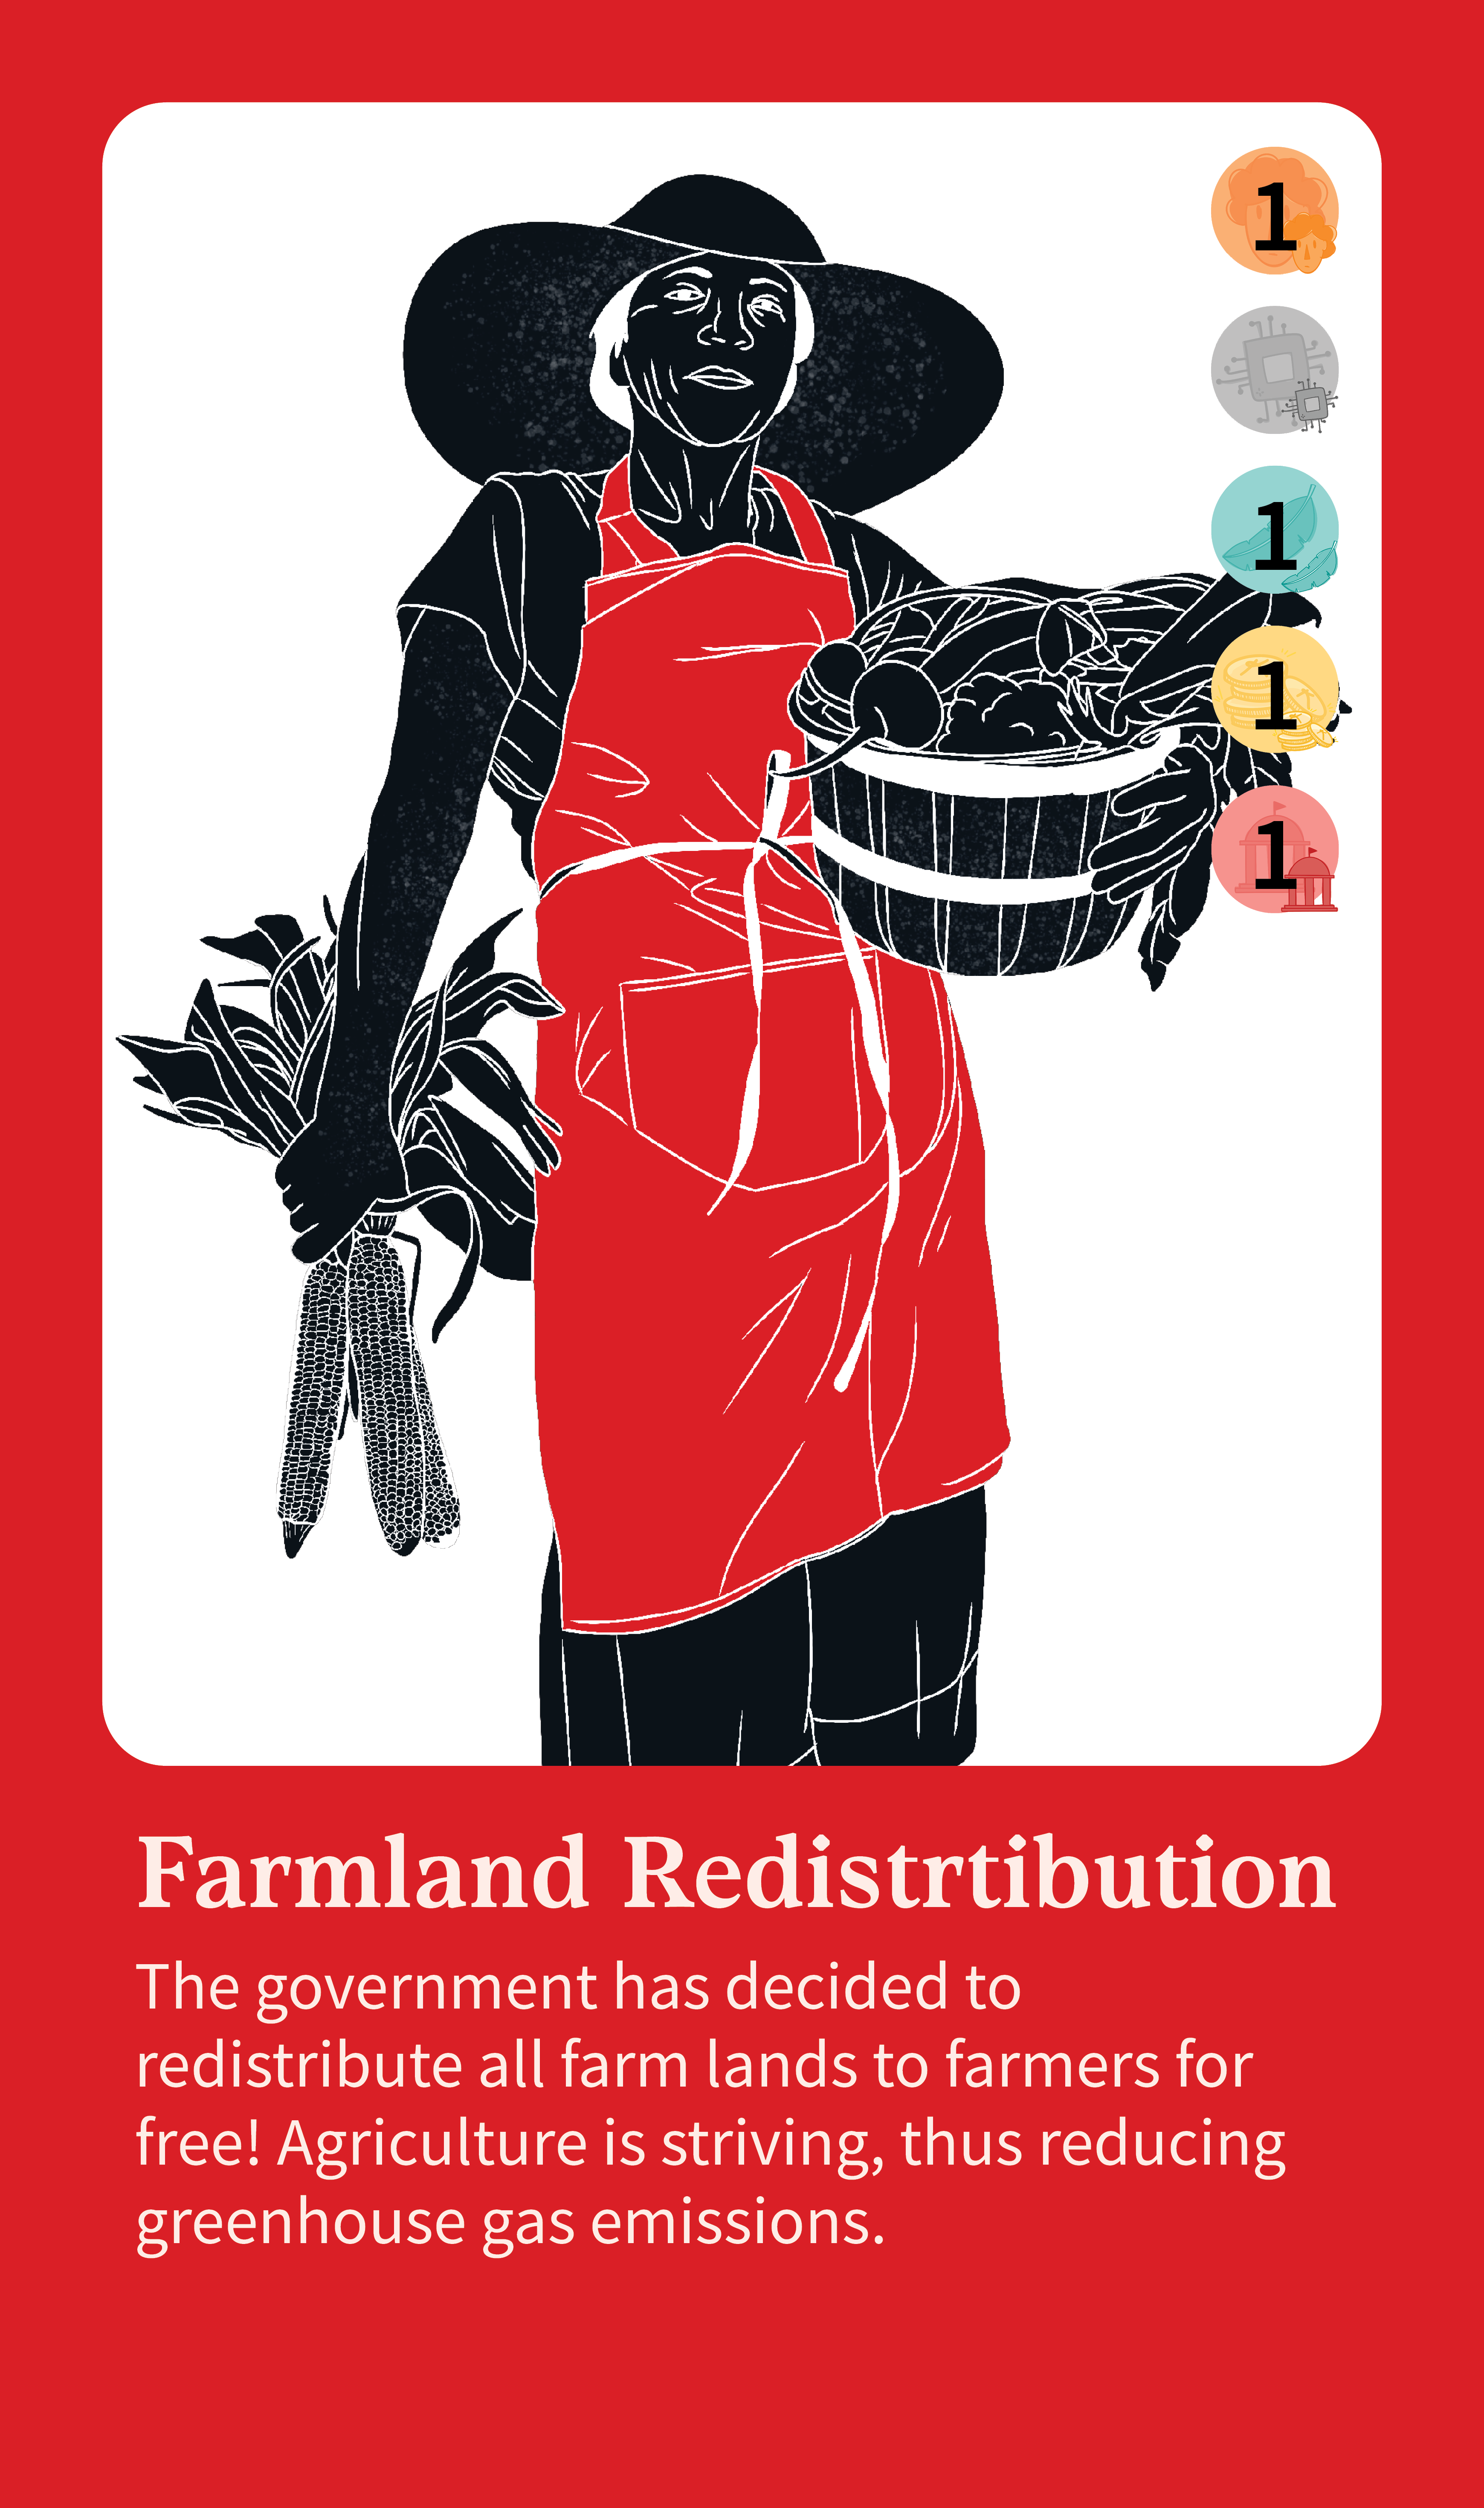 1
1
1
1
Farmland Redistrtibution
The government has decided to
redistribute all farm lands to farmers for
free! Agriculture is striving, thus reducing
greenhouse gas emissions.